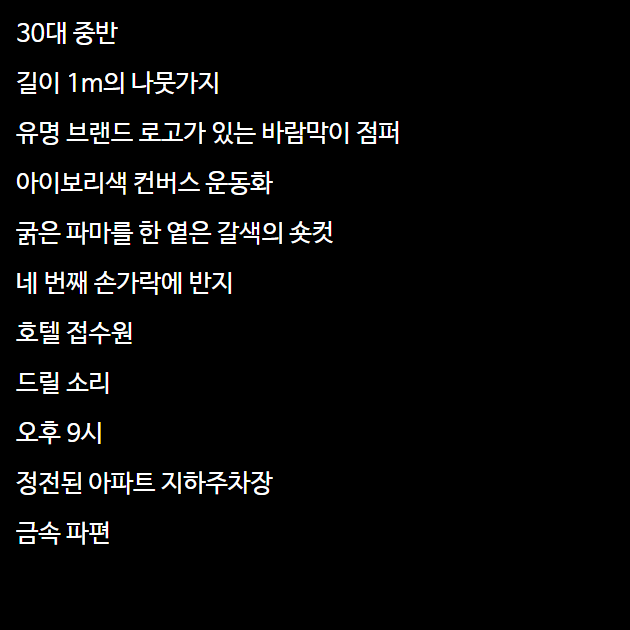 30대 중반
길이 1m의 나뭇가지
유명 브랜드 로고가 있는 바람막이 점퍼
아이보리색 컨버스 운동화
굵은 파마를 한 옅은 갈색의 숏컷
네 번째 손가락에 반지
호텔 접수원
드릴 소리
오후 9시
정전된 아파트 지하주차장
금속 파편